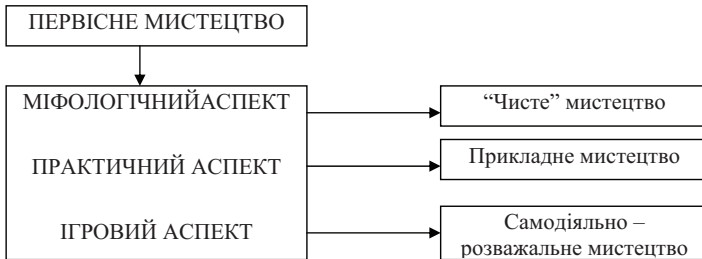 ПЕРВІСНЕ МИСТЕЦТВО
МІФОЛОГІЧНИЙАСПЕКТ
“Чисте” мистецтво
ПРАКТИЧНИЙ АСПЕКТ
Прикладне мистецтво
ІГРОВИЙ АСПЕКТ
Самодіяльно –
розважальне мистецтво